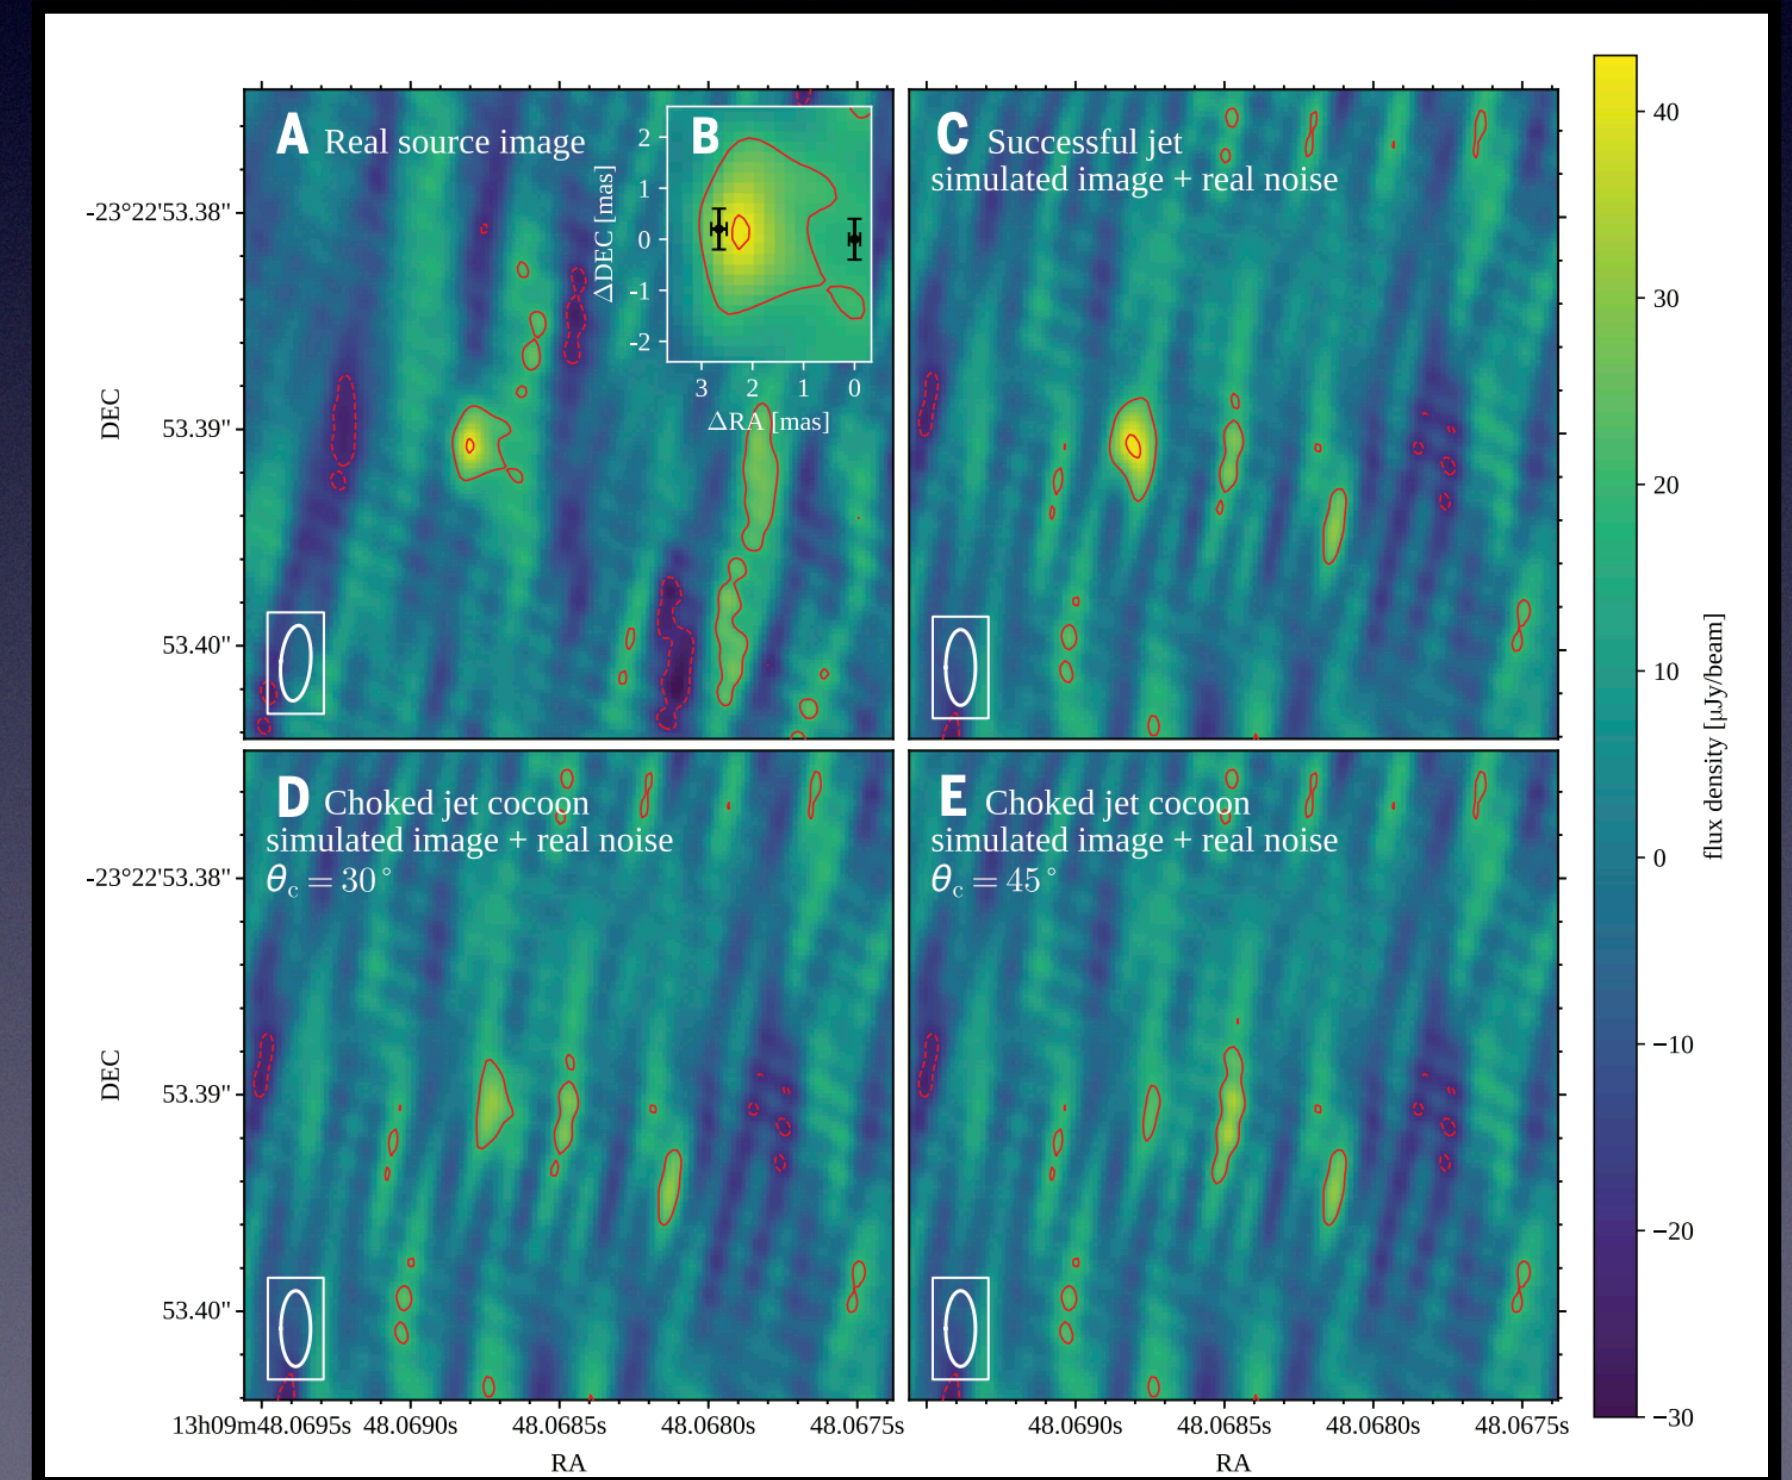 A Real source image
B
2
1
0
-1
-2
ΔDEC [mas]
3 2 1 0
ΔRA [mas]
C Successful jet
simulated image + real noise
-23°22'53.38"
53.39"
53.40"
DEC
D Choked jet cocoon
simulated image + real noise
θc = 30°
E Choked jet cocoon
simulated image + real noise
θc = 45°
-23°22'53.38"
53.39"
53.40"
DEC
13h09m48.0695s 48.0690s 48.0685s 48.0680s 48.0675s
RA
48.0690s 48.0685s 48.0680s 48.0675s
RA
40
30
20
10
0
−10
−20
−30
flux density [μJy/beam]